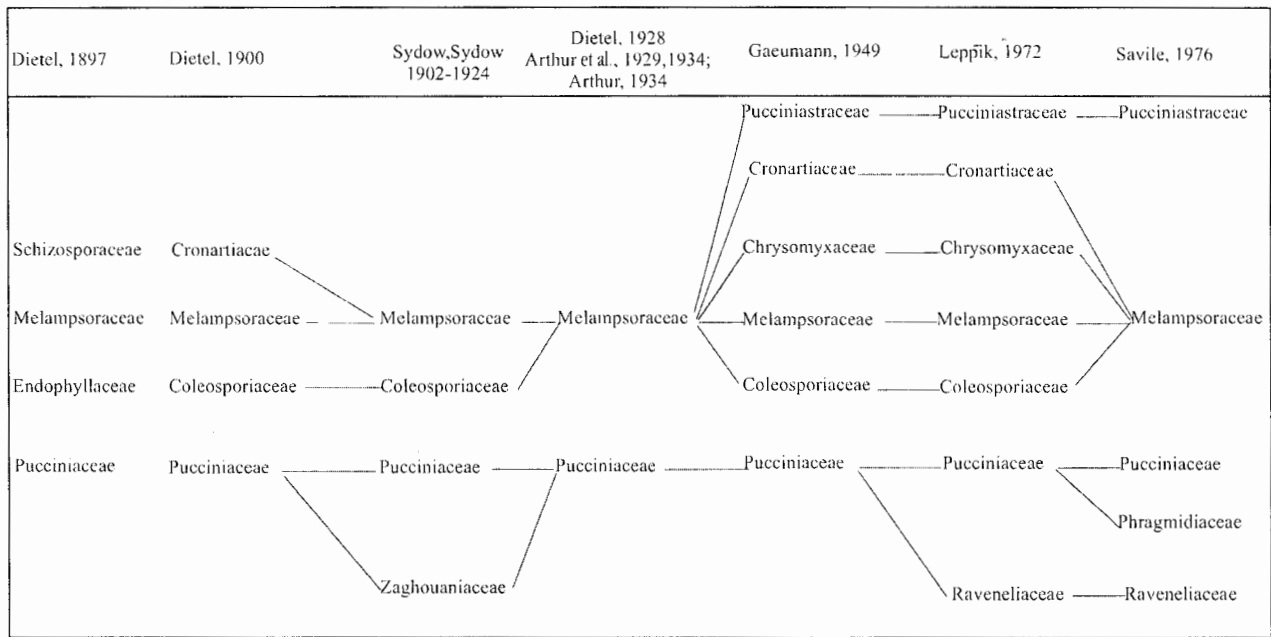 Dietel, 1897 Dietel, 1900 Sydow,Sydow 1902-1924 Dietel, 1928 Arthur et al., 1929,1934; Arthur, 1934 Gaeumann, 1949 Leppik, 1972 Savile, 1976
Pucciniastraceae Pucciniastraceae Pucciniastraceae
Cronartiaceae Cronartiaceae
Schizosporaceae Cronartiacae Chrysomyxaceae Chrysomyxaceae
Melampsoraceae Melampsoraceae Melampsoraceae Melampsoraceae Melampsoraceae Melampsoraceae Melampsoraceae
Endophyllaceae Coleosporiaceae Coleosporiaceae Coleosporiaceae Coleosporiaceae
Pucciniaceae Pucciniaceae Pucciniaceae Pucciniaceae Pucciniaceae Pucciniaceae Pucciniaceae
Phragmidiaceae
Zaghouaniaceae Raveneliaceae Raveneliaceae